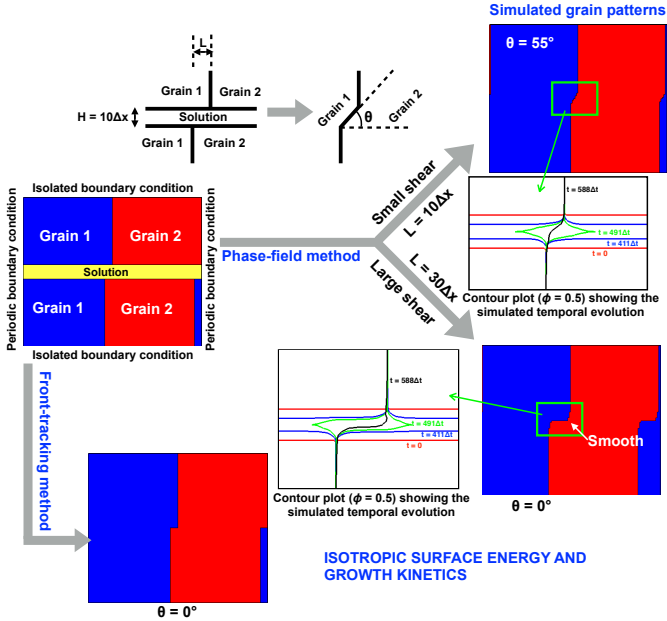 Simulated grain patterns
L
Grain 1
Grain 2
H = 10Δx
Solution
Grain 1
Grain 2
Grain 1
Grain 2
θ
θ = 55°
Isolated boundary condition
Periodic boundary condition
Grain 1
Grain 2
Solution
Grain 1
Grain 2
Periodic boundary condition
Isolated boundary condition
Phase-field method
Small shear
L = 10Δx
L = 30Δx
Large shear
t = 588Δt
t = 491Δt
t = 411Δt
t = 0
Contour plot (ϕ = 0.5) showing the
simulated temporal evolution
Front-tracking
method
t = 588Δt
t = 491Δt
t = 411Δt
t = 0
Contour plot (ϕ = 0.5) showing the
simulated temporal evolution
Smooth
θ = 0°
θ = 0°
ISOTROPIC SURFACE ENERGY AND
GROWTH KINETICS